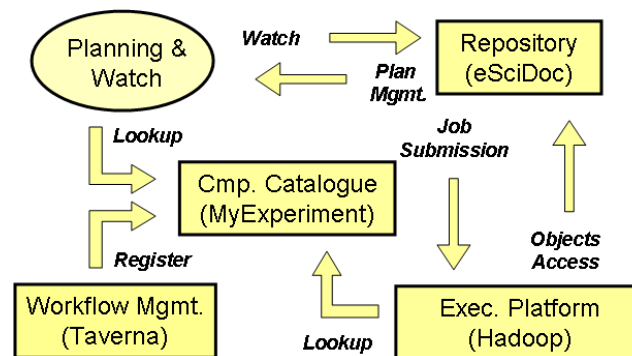 Planning &
Watch
Watch
Repository
(eSciDoc)
Plan
Mgmt.
Lookup
Job
Submission
Cmp. Catalogue
(MyExperiment)
Register
Objects
Access
Workflow Mgmt.
(Taverna)
Lookup
Exec. Platform
(Hadoop)